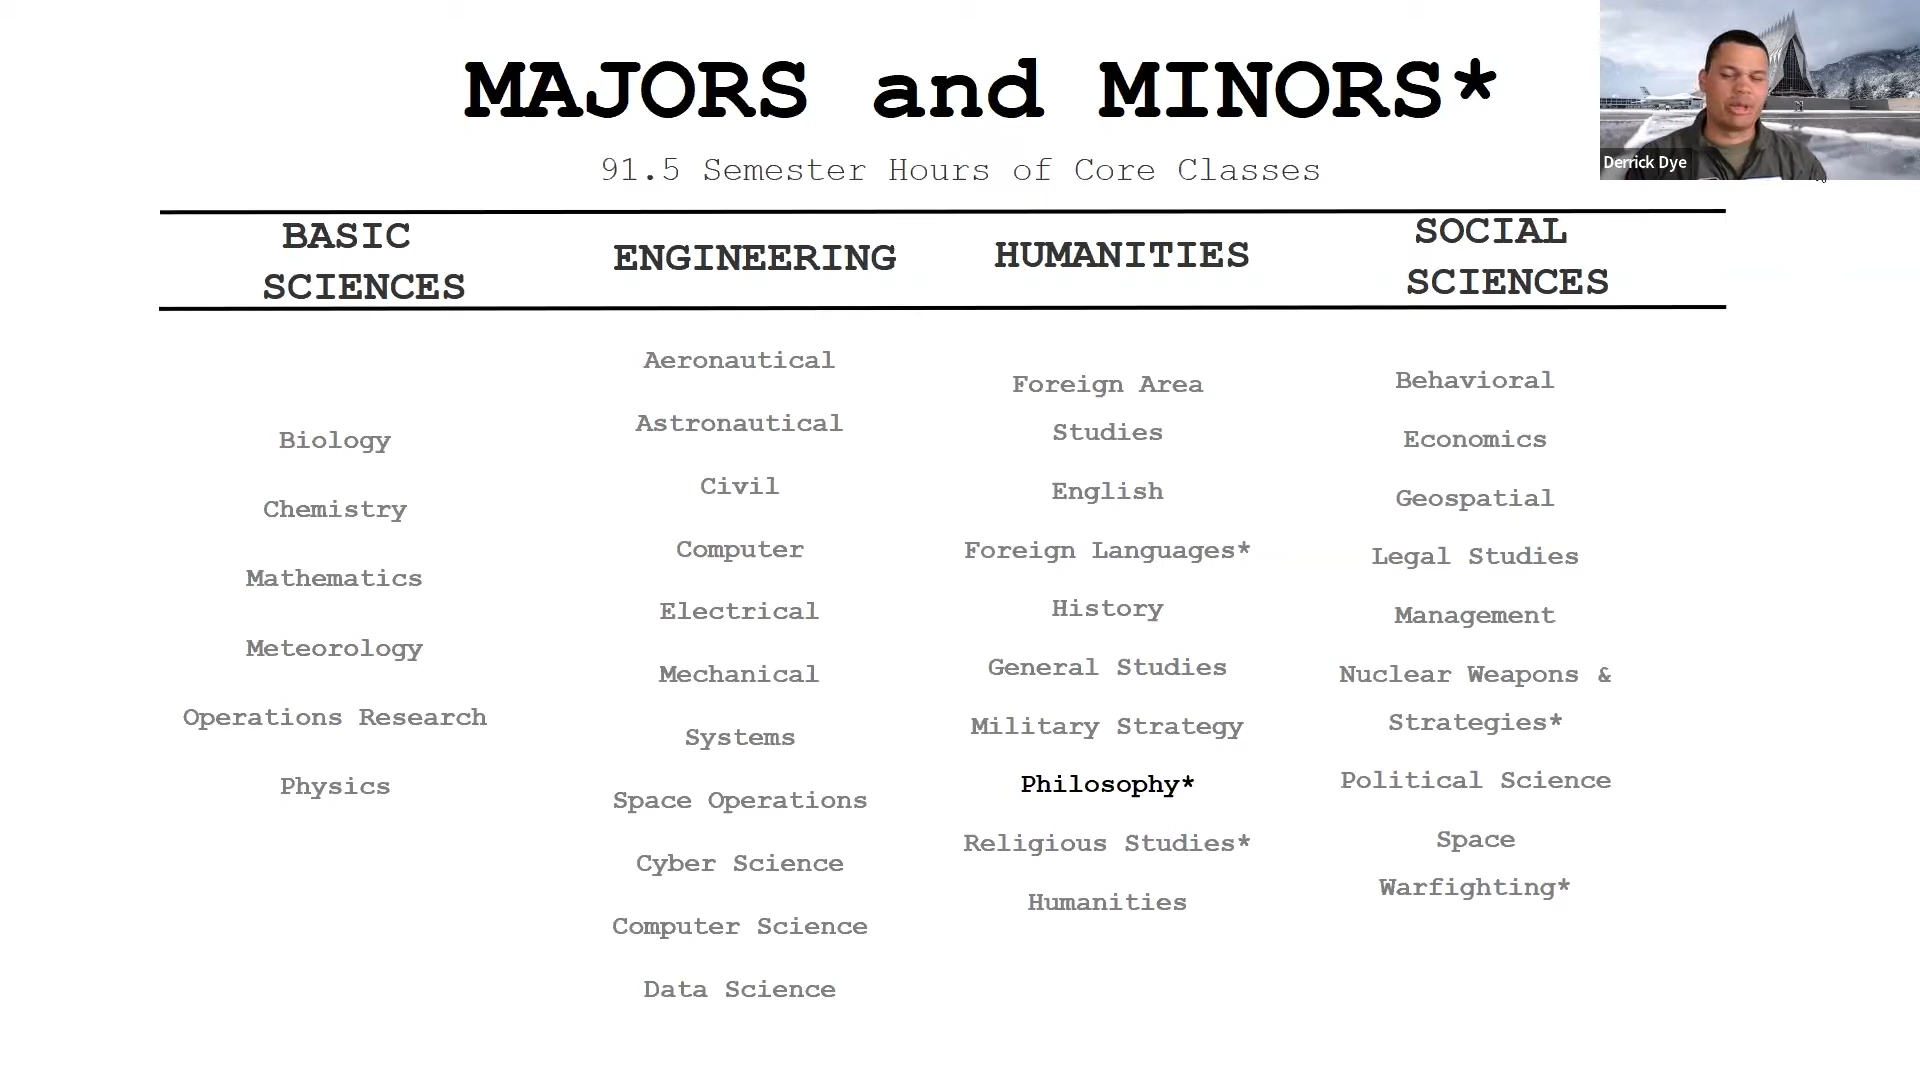 MAJORS and MINORS*
91.5 Semester Hours of Core Classes
Derrick Dye
BASIC
SCIENCES
ENGINEERING
HUMANITIES
SOCIAL
SCIENCES
Biology
Chemistry
Mathematics
Meteorology
Operations Research
Physics
Aeronautical
Astronautical
Civil
Computer
Electrical
Mechanical
Systems
Space Operations
Cyber Science
Computer Science
Data Science
Foreign Area
Studies
English
Foreign Languages*
History
General Studies
Military Strategy
Philosophy*
Religious Studies*
Humanities
Behavioral
Economics
Geospatial
Legal Studies
Management
Nuclear Weapons &
Strategies*
Political Science
Space
Warfighting*